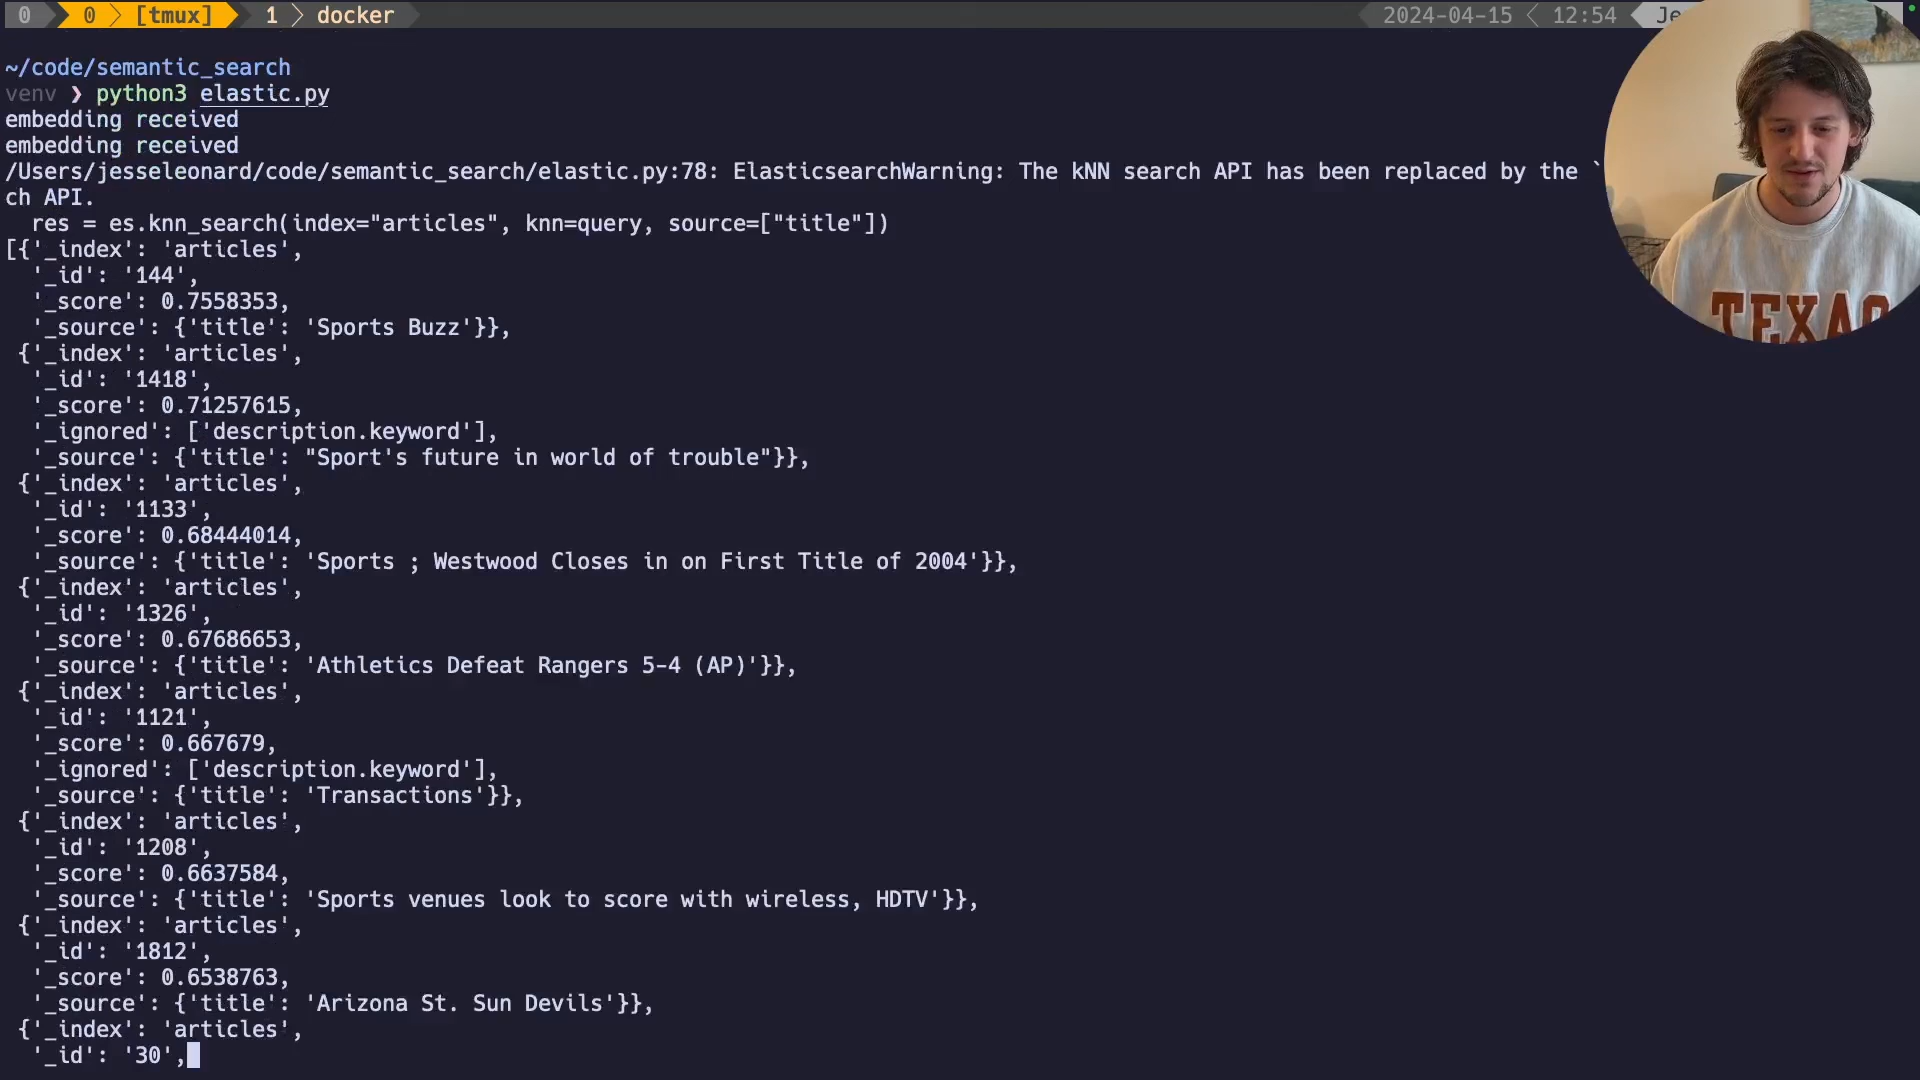 0 0 [tmux] 1 docker 2024-04-15 12:54 Je
~/code/semantic_search
venv ❯ python3 elastic.py
embedding received
embedding received
/Users/jesseleonard/code/semantic_search/elastic.py:78: ElasticsearchWarning: The kNN search API has been replaced by the `
ch API.
  res = es.knn_search(index="articles", knn=query, source=["title"])
[{'_index': 'articles',
  '_id': '144',
  '_score': 0.7558353,
  '_source': {'title': 'Sports Buzz'}},
 {'_index': 'articles',
  '_id': '1418',
  '_score': 0.71257615,
  '_ignored': ['description.keyword'],
  '_source': {'title': "Sport's future in world of trouble"}},
 {'_index': 'articles',
  '_id': '1133',
  '_score': 0.68444014,
  '_source': {'title': 'Sports ; Westwood Closes in on First Title of 2004'}},
 {'_index': 'articles',
  '_id': '1326',
  '_score': 0.67686653,
  '_source': {'title': 'Athletics Defeat Rangers 5-4 (AP)'}},
 {'_index': 'articles',
  '_id': '1121',
  '_score': 0.667679,
  '_ignored': ['description.keyword'],
  '_source': {'title': 'Transactions'}},
 {'_index': 'articles',
  '_id': '1208',
  '_score': 0.6637584,
  '_source': {'title': 'Sports venues look to score with wireless, HDTV'}},
 {'_index': 'articles',
  '_id': '1812',
  '_score': 0.6538763,
  '_source': {'title': 'Arizona St. Sun Devils'}},
 {'_index': 'articles',
  '_id': '30',
TEXAS